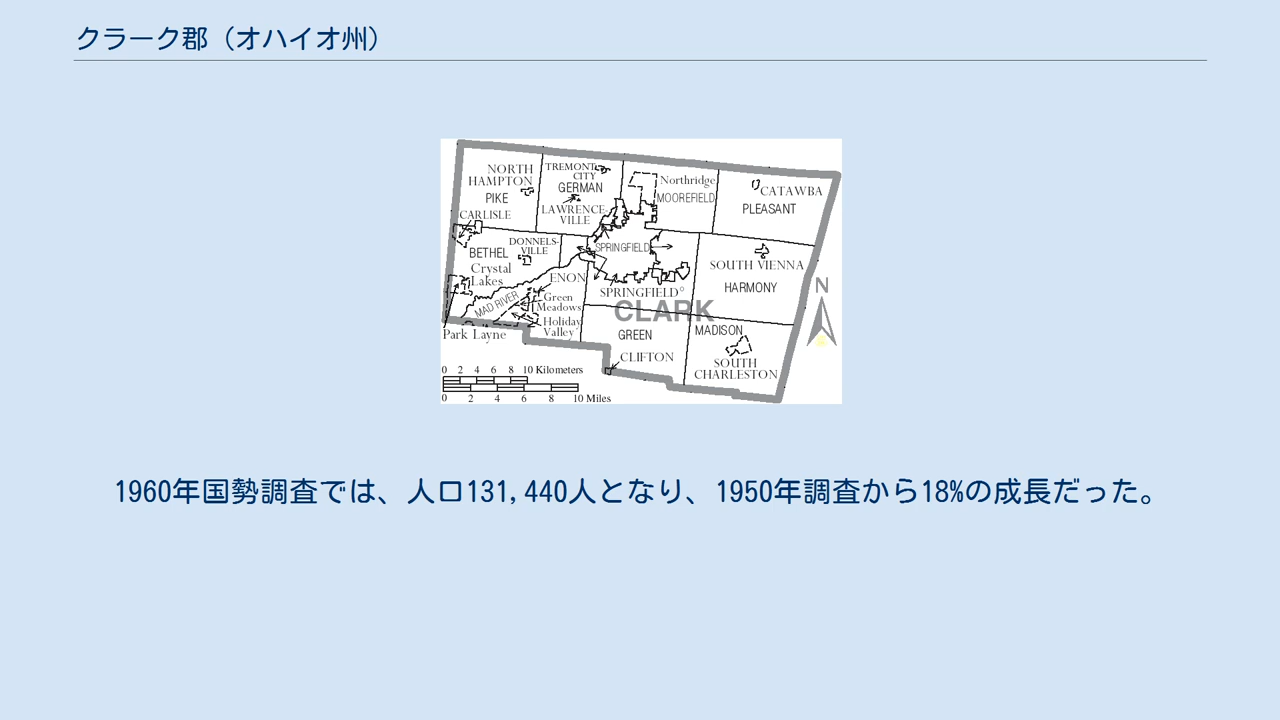 クラーク郡（オハイオ州）
NORTH
HAMPTON
PIKE
CARLISLE
TREMONT
CITY
GERMAN
LAWRENCE-
VILLE
Northridge
MOOREFIELD
CATAWBA
PLEASANT
BETHEL
DONNELS-
VILLE
Crystal
Lakes
ENON
SPRINGFIELD
SPRINGFIELD
SOUTH VIENNA
HARMONY
MAD RIVER
Green
Meadows
Holiday
Valley
Park Layne
CLARK
GREEN
MADISON
CLIFTON
SOUTH
CHARLESTON
N
0 2 4 6 8 10 Kilometers
0 2 4 6 8 10 Miles
1960年国勢調査では、人口131,440人となり、1950年調査から18%の成長だった。